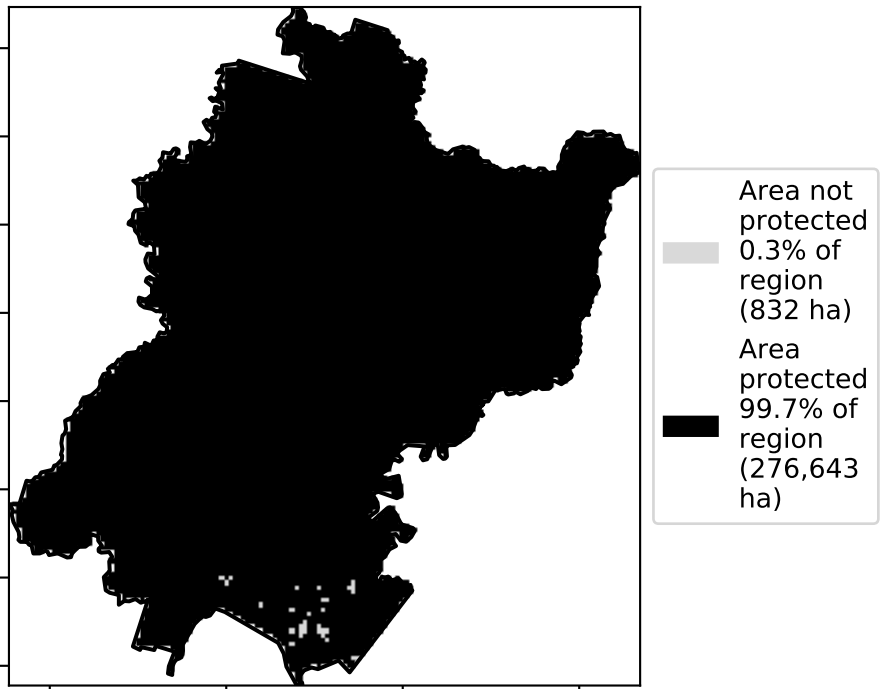 Area not
protected
0.3% of
region
(832 ha)
Area
protected
99.7% of
region
(276,643
ha)